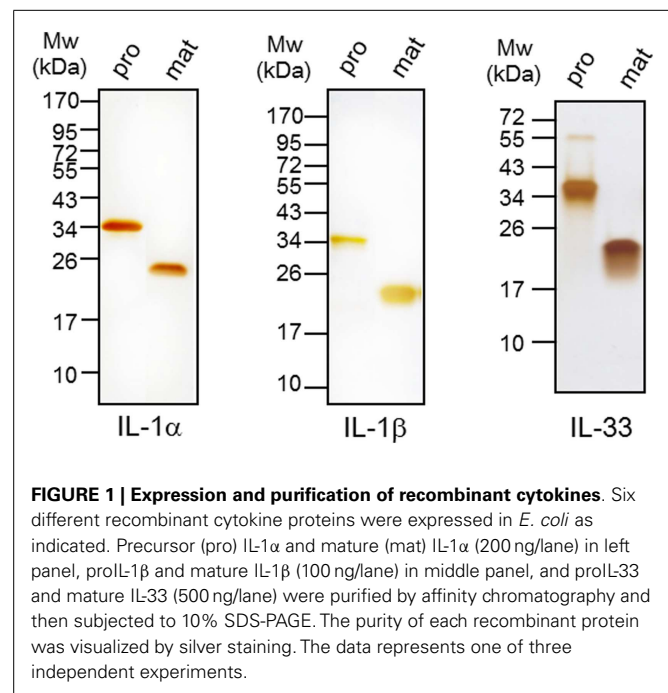 Mw
(kDa)
pro
mat
170
95
72
55
43
34
26
17
10
IL-1α
Mw
(kDa)
pro
mat
170
95
72
55
43
34
26
17
10
IL-1β
Mw
(kDa)
pro
mat
72
55
43
34
26
17
10
IL-33
FIGURE 1 | Expression and purification of recombinant cytokines. Six
different recombinant cytokine proteins were expressed in E. coli as
indicated. Precursor (pro) IL-1α and mature (mat) IL-1α (200 ng/lane) in left
panel, proIL-1β and mature IL-1β (100 ng/lane) in middle panel, and proIL-33
and mature IL-33 (500 ng/lane) were purified by affinity chromatography and
then subjected to 10% SDS-PAGE. The purity of each recombinant protein
was visualized by silver staining. The data represents one of three
independent experiments.